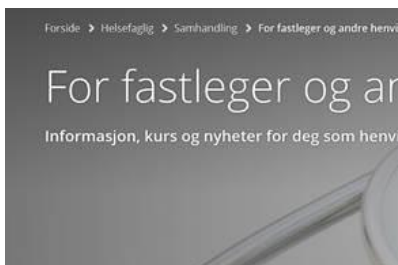 Forside > Helsefaglig > Samhandling > For fastleger og andre henvi
For fastleger og a
Informasjon, kurs og nyheter for deg som henvi